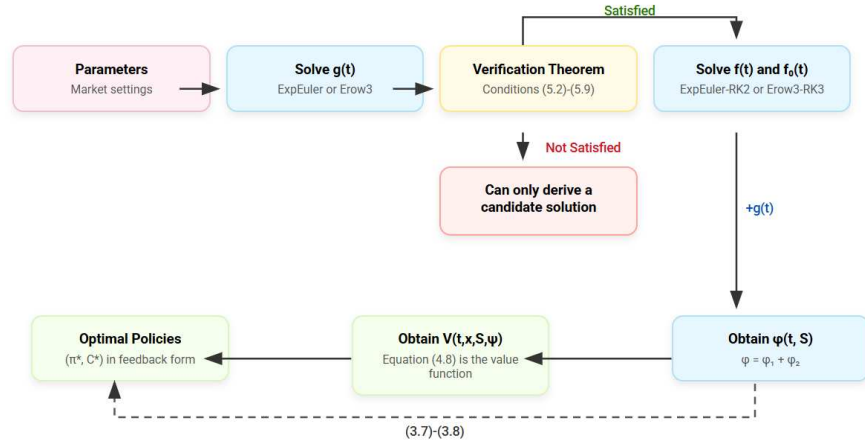 Satisfied
Parameters
Market settings
Solve g(t)
ExpEuler or Erow3
Verification Theorem
Conditions (5.2)-(5.9)
Solve f(t) and f₀(t)
ExpEuler-RK2 or Erow3-RK3
Not Satisfied
Can only derive a
candidate solution
+g(t)
Optimal Policies
(π*, C*) in feedback form
Obtain V(t,x,S,ψ)
Equation (4.8) is the value
function
Obtain φ(t, S)
φ = φ₁ + φ₂
(3.7)-(3.8)